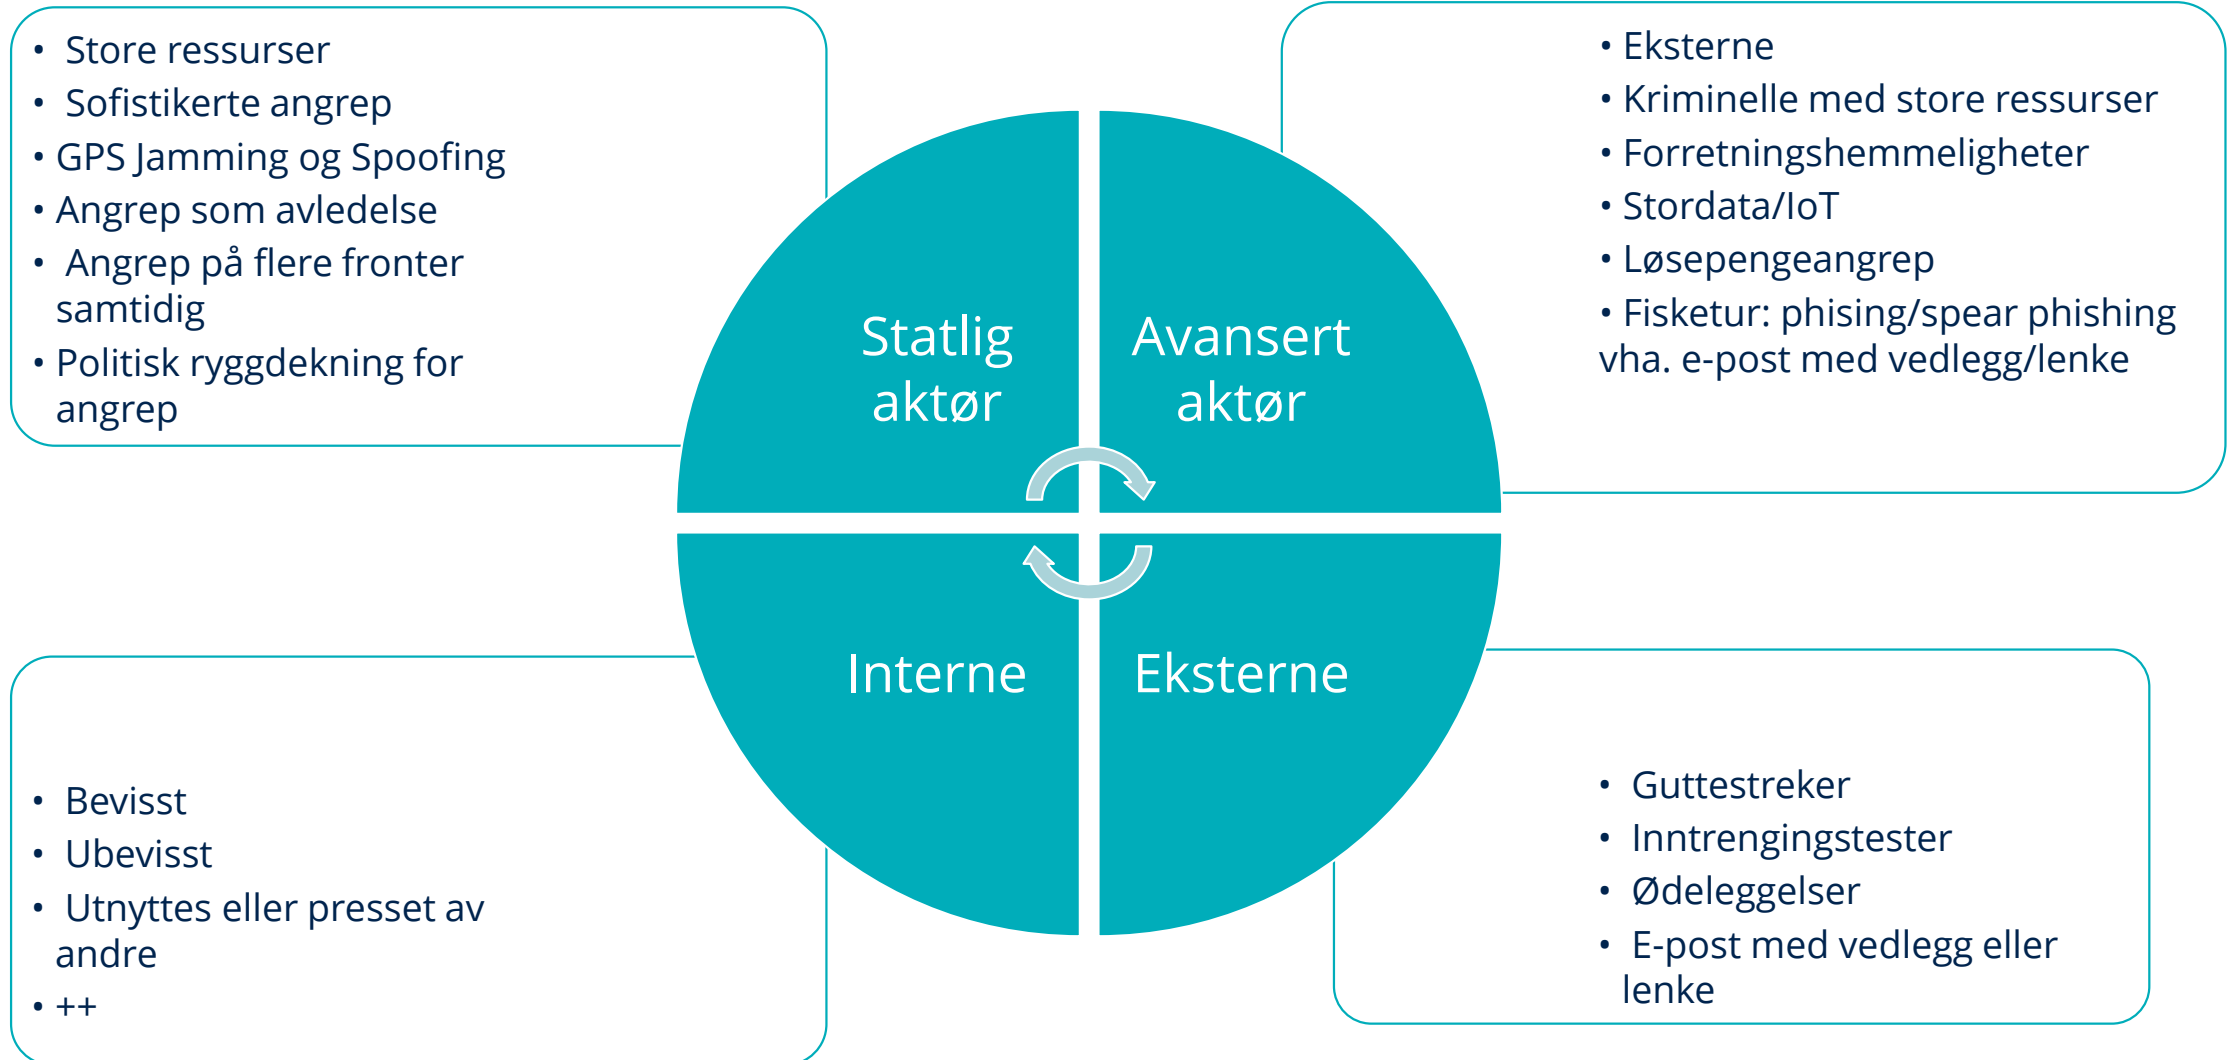 • Store ressurser
• Sofistikerte angrep
• GPS Jamming og Spoofing
• Angrep som avledelse
• Angrep på flere fronter
samtidig
• Politisk ryggdekning for
angrep
• Eksterne
• Kriminelle med store ressurser
• Forretningshemmeligheter
• Stordata/IoT
• Løsepengeangrep
• Fisketur: phising/spear phishing
vha. e-post med vedlegg/lenke
Statlig
aktør
Avansert
aktør
Interne
Eksterne
• Bevisst
• Ubevisst
• Utnyttes eller presset av
andre
• ++
• Guttestreker
• Inntrengingstester
• Ødeleggelser
• E-post med vedlegg eller
lenke